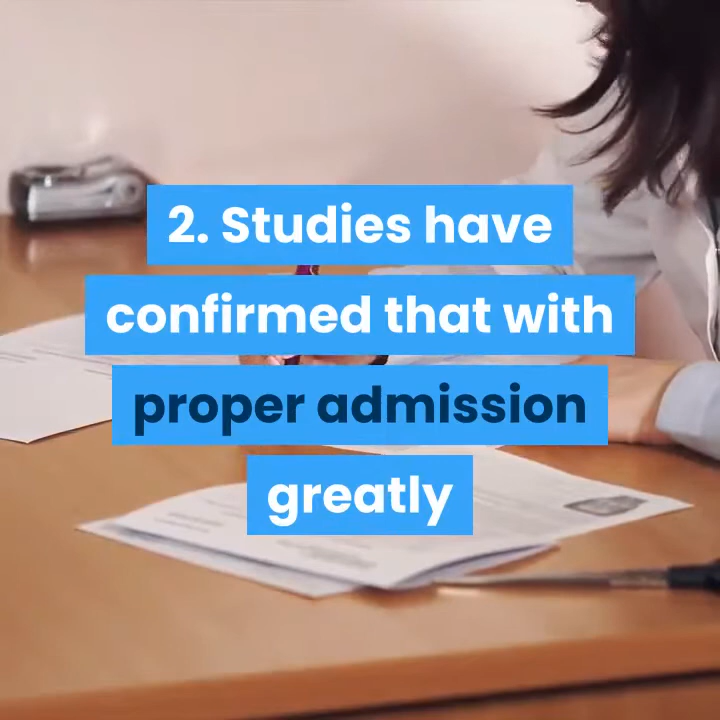 2. Studies have
confirmed that with
proper admission
greatly